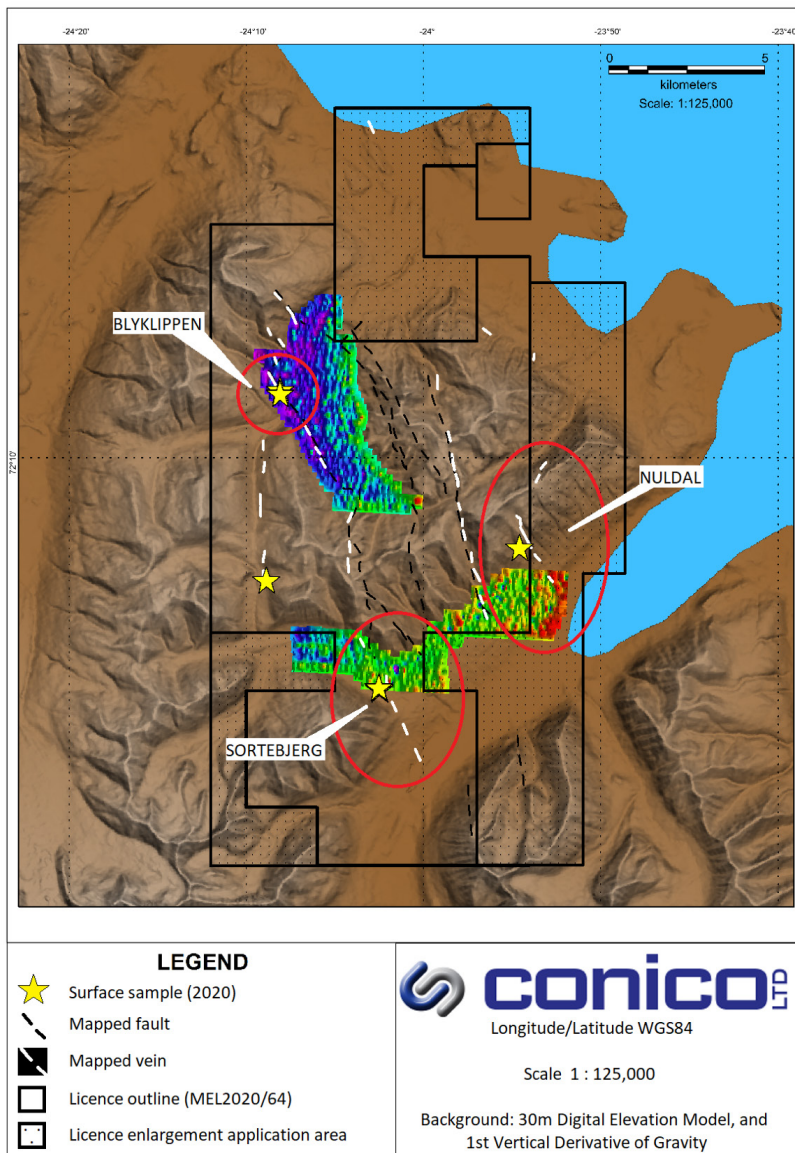 -24°20' -24°10' -24° -23°50' -23°40'
0 5
kilometers
Scale: 1:125,000
BLYKLIPPEN
72°10' 72°10'
NULDAL
SORTEBJERG
LEGEND
Surface sample (2020)
Mapped fault
Mapped vein
Licence outline (MEL2020/64)
Licence enlargement application area
conico LTD
Longitude/Latitude WGS84
Scale 1 : 125,000
Background: 30m Digital Elevation Model, and
1st Vertical Derivative of Gravity